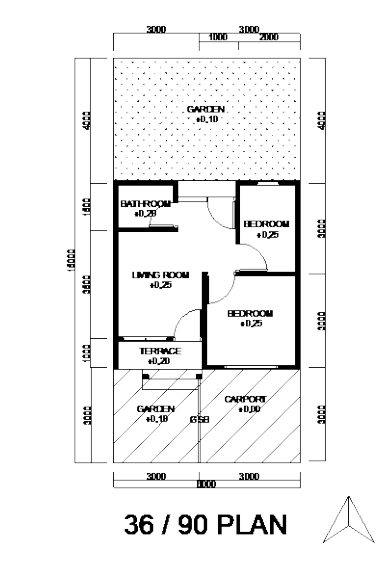 3000 3000
1000 2000
GARDEN
+0,10
4000 4000
BATHROOM
+0,20
1500
BEDROOM
+0,25
3000
15000
LIVING ROOM
+0,25
3500
BEDROOM
+0,25
3000
TERRACE
+0,20
1000
CARPORT
+0,00
GARDEN
+0,18
GSB
3000 3000
3000 3000
6000
36 / 90 PLAN